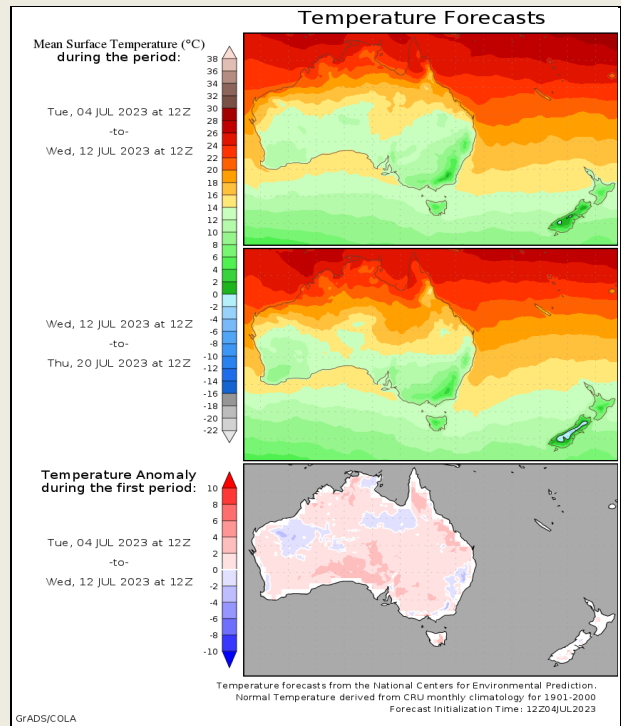 Temperature Forecasts
Mean Surface Temperature (°C)
during the period:
38
36
34
32
30
28
26
24
22
20
18
16
14
12
10
8
6
4
2
0
-2
-4
-6
-8
-10
-12
-14
-16
-18
-20
-22
Tue, 04 JUL 2023 at 12Z
-to-
Wed, 12 JUL 2023 at 12Z
Wed, 12 JUL 2023 at 12Z
-to-
Thu, 20 JUL 2023 at 12Z
Temperature Anomaly
during the first period:
10
8
6
4
2
0
-2
-4
-6
-8
-10
Tue, 04 JUL 2023 at 12Z
-to-
Wed, 12 JUL 2023 at 12Z
Temperature forecasts from the National Centers for Environmental Prediction.
Normal Temperature derived from CRU monthly climatology for 1901-2000
Forecast Initialization Time: 12Z04JUL2023
GrADS/COLA